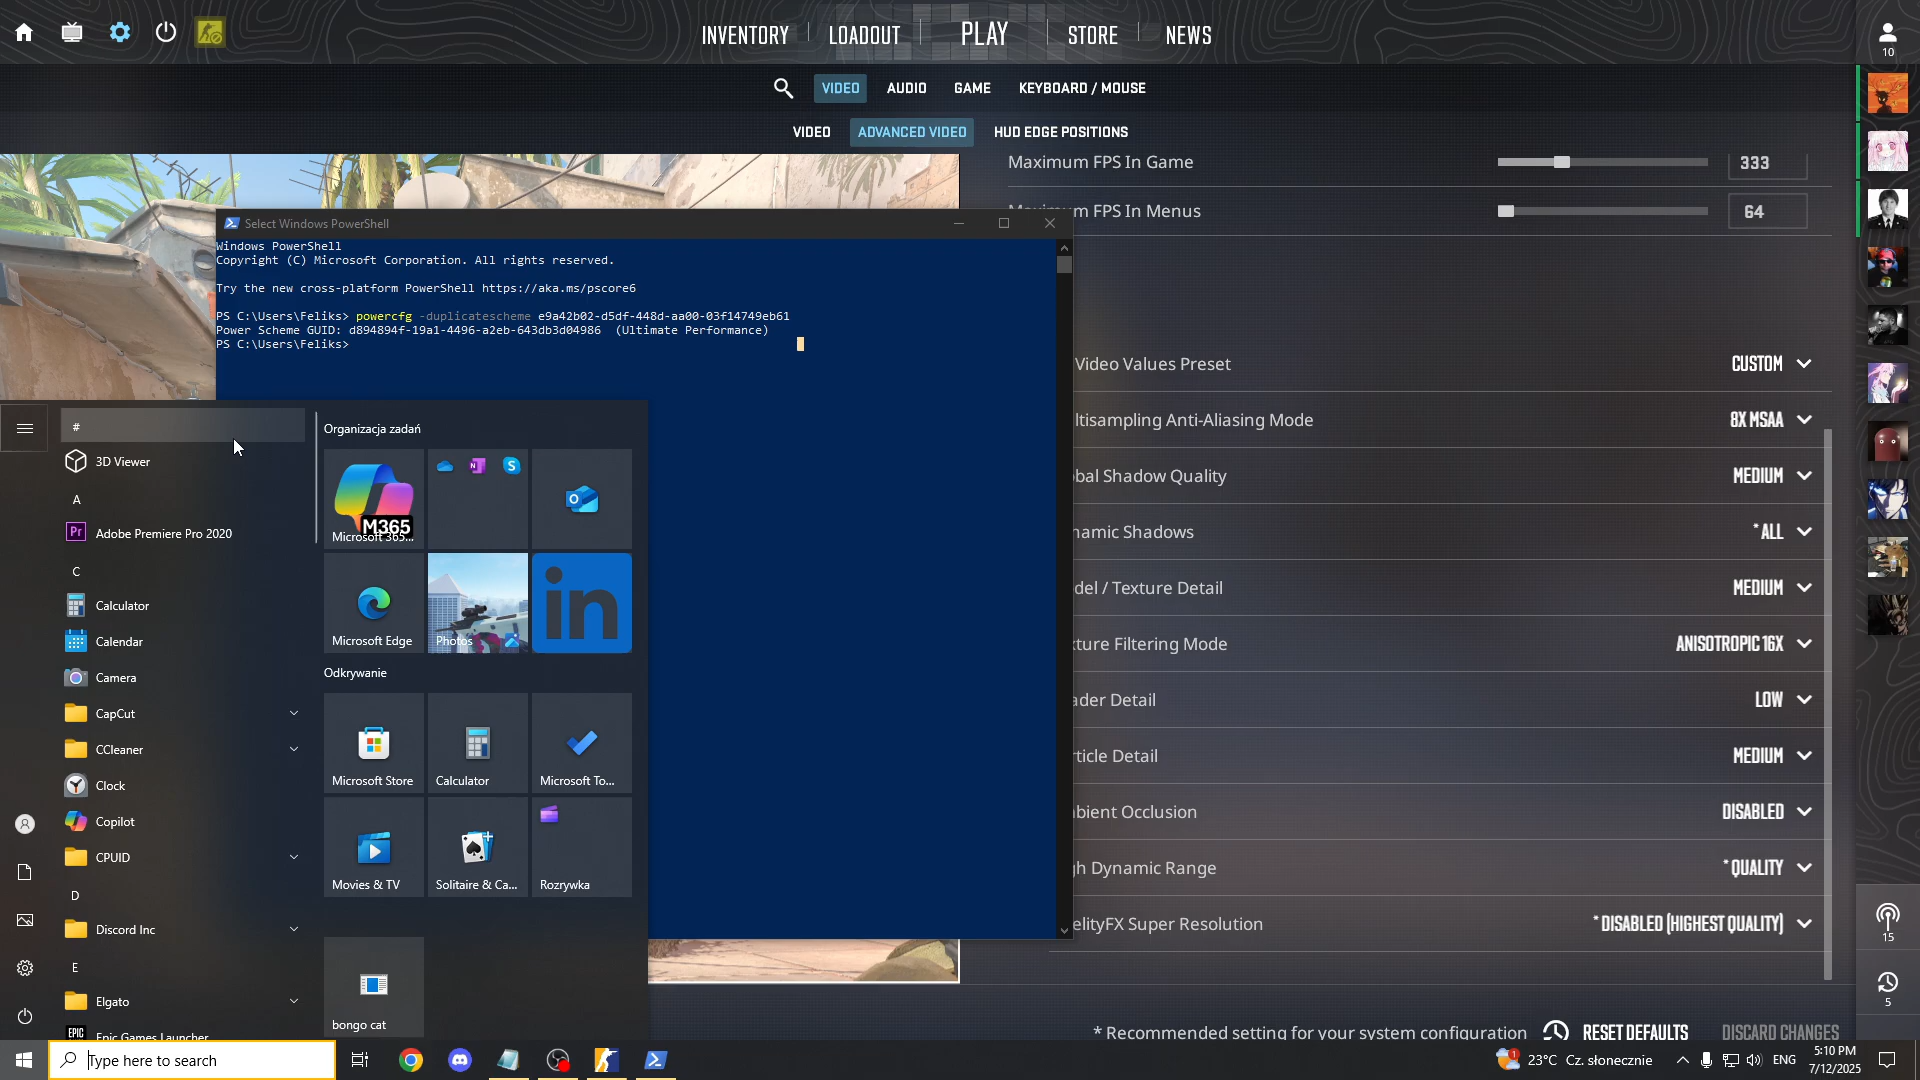 INVENTORY
LOADOUT
PLAY
STORE
NEWS
10
VIDEO
AUDIO
GAME
KEYBOARD / MOUSE
VIDEO
ADVANCED VIDEO
HUD EDGE POSITIONS
Maximum FPS In Game
333
m FPS In Menus
64
Select Windows PowerShell
Windows PowerShell
Copyright (C) Microsoft Corporation. All rights reserved.
Try the new cross-platform PowerShell https://aka.ms/pscore6
PS C:\Users\Feliks> powercfg -duplicatescheme e9a42b02-d5df-448d-aa00-03f14749eb61
Power Scheme GUID: d894894f-19a1-4496-a2eb-643db3d04986  (Ultimate Performance)
PS C:\Users\Feliks>
Video Values Preset
CUSTOM
ltisampling Anti-Aliasing Mode
8X MSAA
bal Shadow Quality
MEDIUM
namic Shadows
* ALL
del / Texture Detail
MEDIUM
xture Filtering Mode
ANISOTROPIC 16X
ader Detail
LOW
rticle Detail
MEDIUM
bient Occlusion
DISABLED
gh Dynamic Range
* QUALITY
elityFX Super Resolution
* DISABLED (HIGHEST QUALITY)
* Recommended setting for your system configuration
RESET DEFAULTS
DISCARD CHANGES
15
5
#
3D Viewer
A
Pr
Adobe Premiere Pro 2020
C
Calculator
Calendar
Camera
CapCut
CCleaner
Clock
Copilot
CPUID
D
Discord Inc
E
Elgato
EPIC
Epic Games Launcher
Organizacja zadań
M365
Microsoft 365...
Microsoft Edge
Photos
in
Odkrywanie
Microsoft Store
Calculator
Microsoft To...
Movies & TV
Solitaire & Ca...
Rozrywka
bongo cat
Type here to search
1
23°C Cz. słonecznie
ENG
5:10 PM
7/12/2025